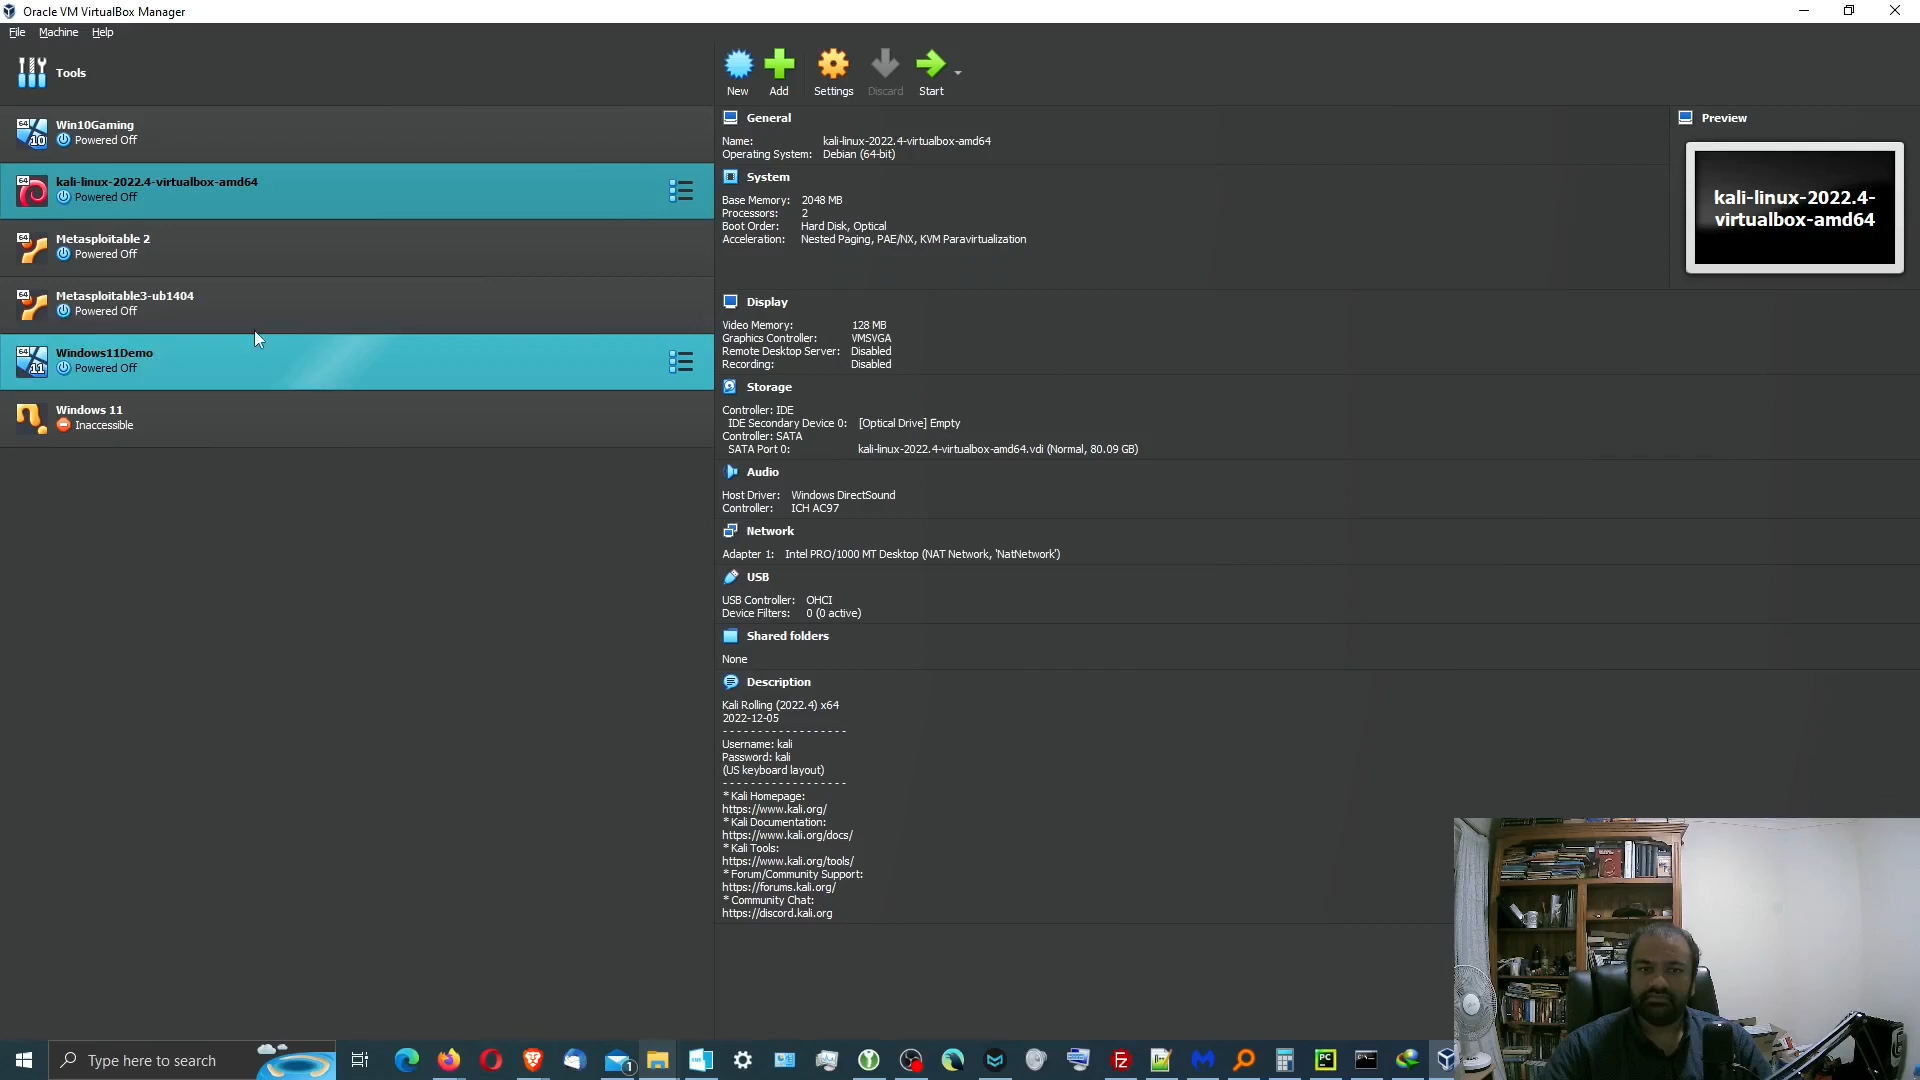 Oracle VM VirtualBox Manager
File Machine Help
Tools
New Add Settings Discard Start
64 10 Win10Gaming
Powered Off
64 kali-linux-2022.4-virtualbox-amd64
Powered Off
64 Metasploitable 2
Powered Off
64 Metasploitable3-ub1404
Powered Off
64 11 Windows11Demo
Powered Off
Windows 11
Inaccessible
General
Name: kali-linux-2022.4-virtualbox-amd64
Operating System: Debian (64-bit)
Preview
kali-linux-2022.4-
virtualbox-amd64
System
Base Memory: 2048 MB
Processors: 2
Boot Order: Hard Disk, Optical
Acceleration: Nested Paging, PAE/NX, KVM Paravirtualization
Display
Video Memory: 128 MB
Graphics Controller: VMSVGA
Remote Desktop Server: Disabled
Recording: Disabled
Storage
Controller: IDE
IDE Secondary Device 0: [Optical Drive] Empty
Controller: SATA
SATA Port 0: kali-linux-2022.4-virtualbox-amd64.vdi (Normal, 80.09 GB)
Audio
Host Driver: Windows DirectSound
Controller: ICH AC97
Network
Adapter 1: Intel PRO/1000 MT Desktop (NAT Network, 'NatNetwork')
USB
USB Controller: OHCI
Device Filters: 0 (0 active)
Shared folders
None
Description
Kali Rolling (2022.4) x64
2022-12-05
- - - - - - - - - - - - - - - - - - -
Username: kali
Password: kali
(US keyboard layout)
- - - - - - - - - - - - - - - - - - -
* Kali Homepage:
https://www.kali.org/
* Kali Documentation:
https://www.kali.org/docs/
* Kali Tools:
https://www.kali.org/tools/
* Forum/Community Support:
https://forums.kali.org/
* Community Chat:
https://discord.kali.org
Type here to search
1
PC